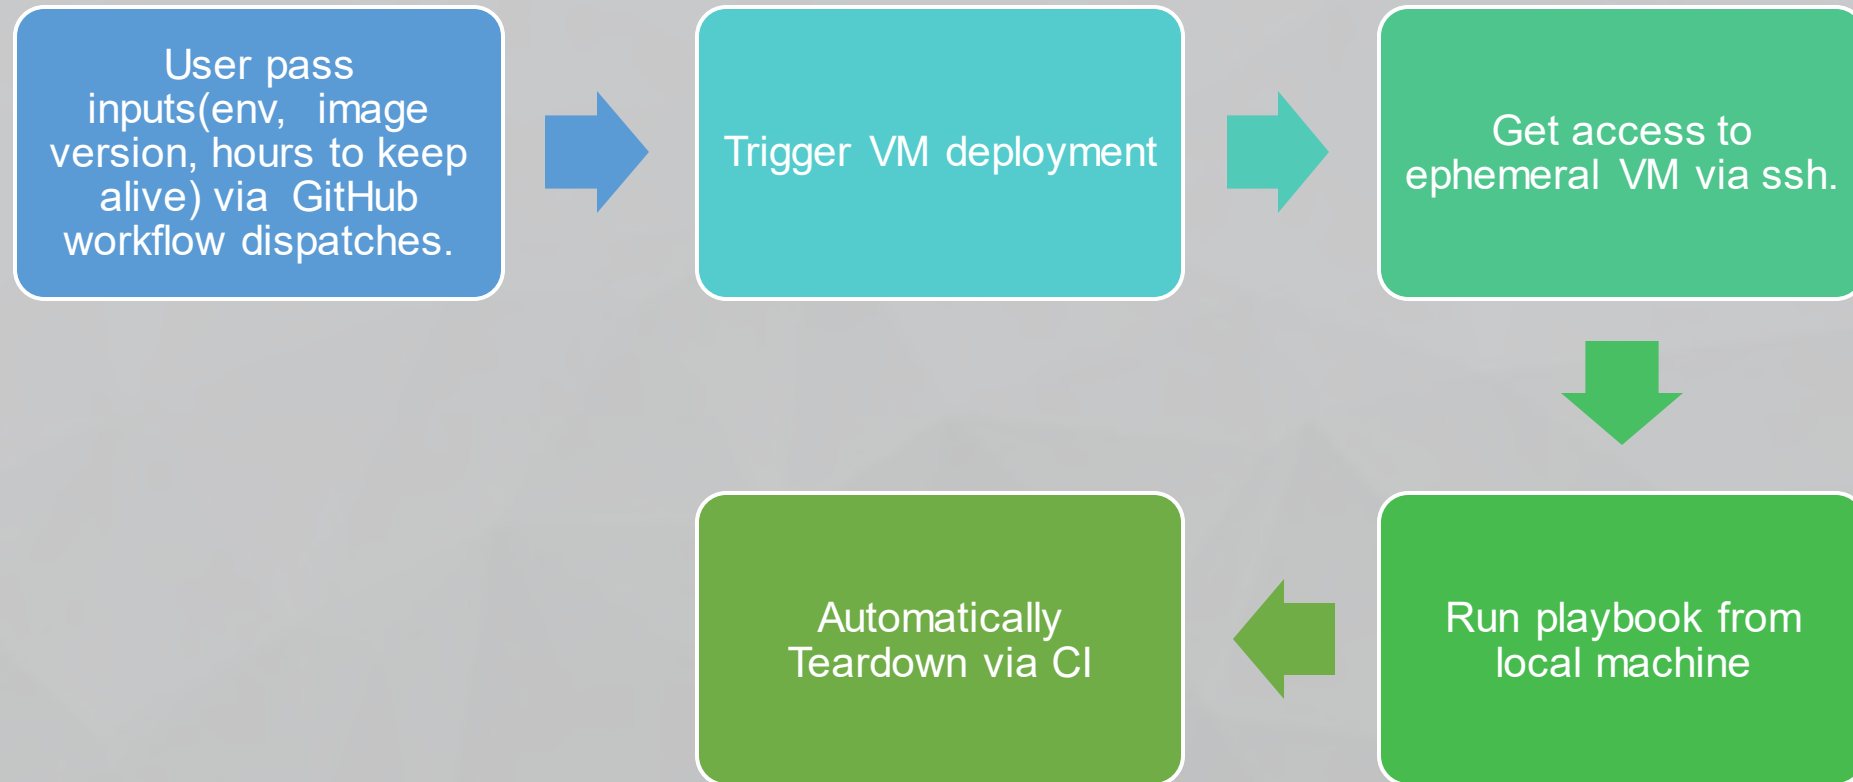 User pass
inputs(env, image
version, hours to keep
alive) via GitHub
workflow dispatches.
Trigger VM deployment
Get access to
ephemeral VM via ssh.
Run playbook from
local machine
Automatically
Teardown via CI